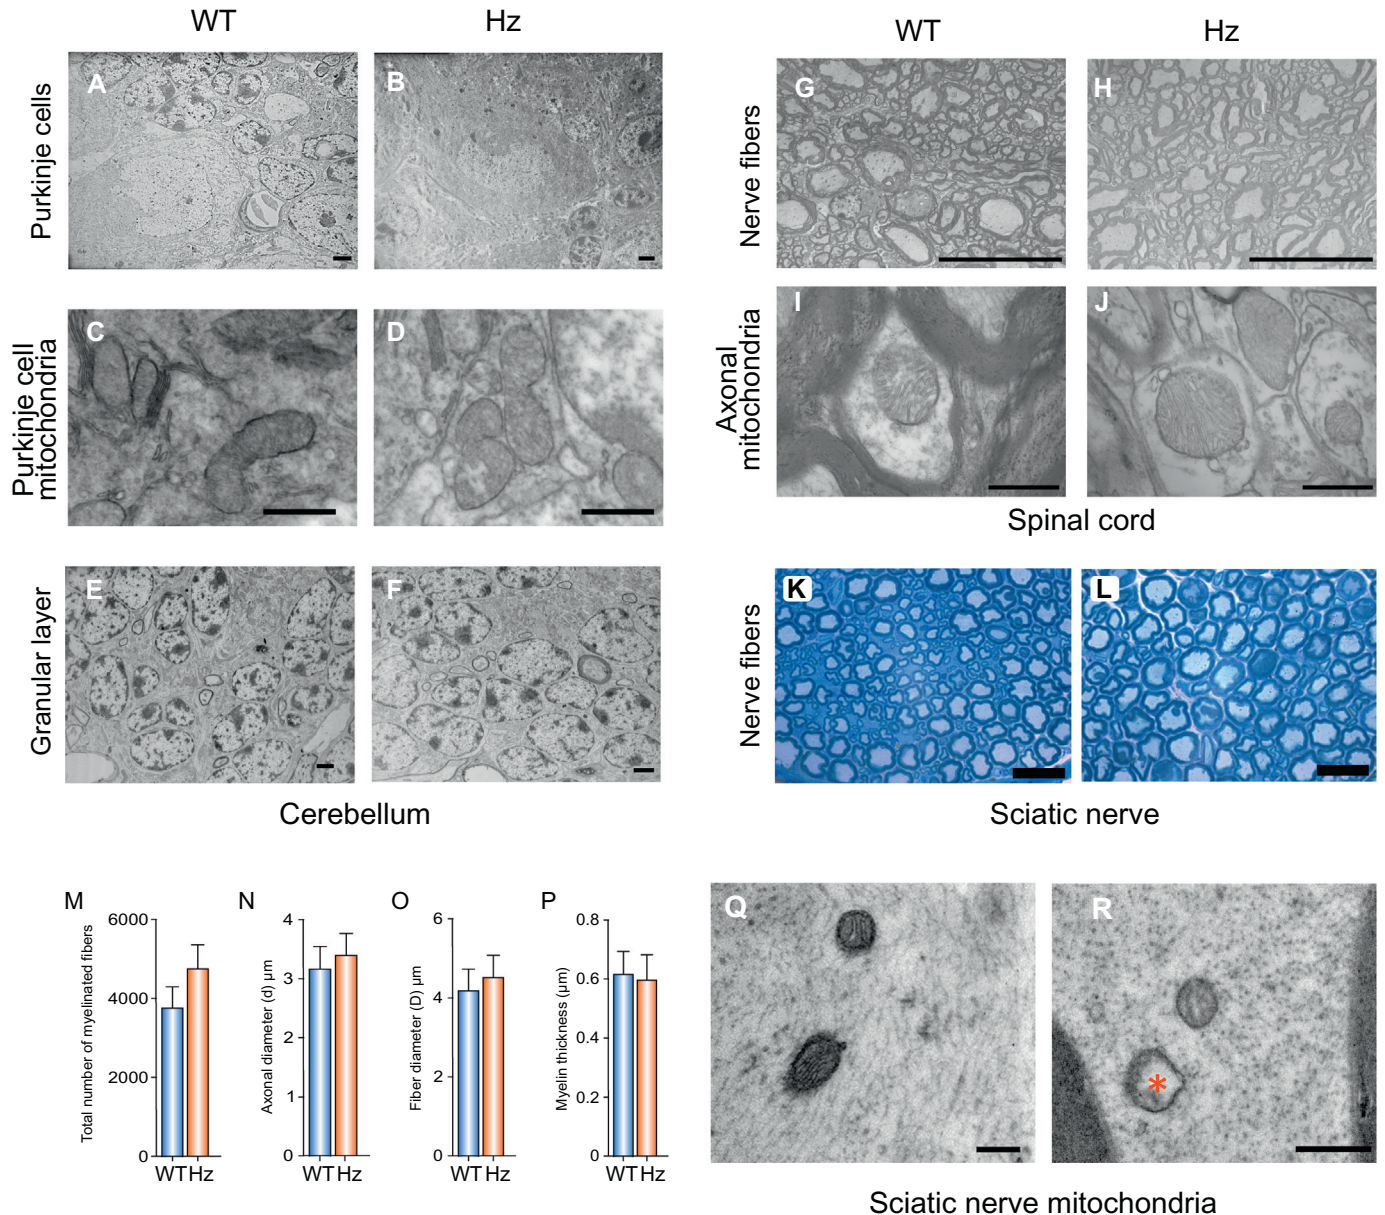 WT
Hz
Purkinje cells
A
B
Purkinje cell
mitochondria
C
D
Granular layer
E
F
Cerebellum
WT
Hz
Nerve fibers
G
H
Axonal
mitochondria
I
J
Spinal cord
Nerve fibers
K
L
Sciatic nerve
M
Total number of myelinated fibers
6000
4000
2000
0
WT Hz
N
Axonal diameter (d) μm
4
3
2
1
0
WT Hz
O
Fiber diameter (D) μm
6
4
2
0
WT Hz
P
Myelin thickness (μm)
0.8
0.6
0.4
0.2
0
WT Hz
Q
R
*
Sciatic nerve mitochondria